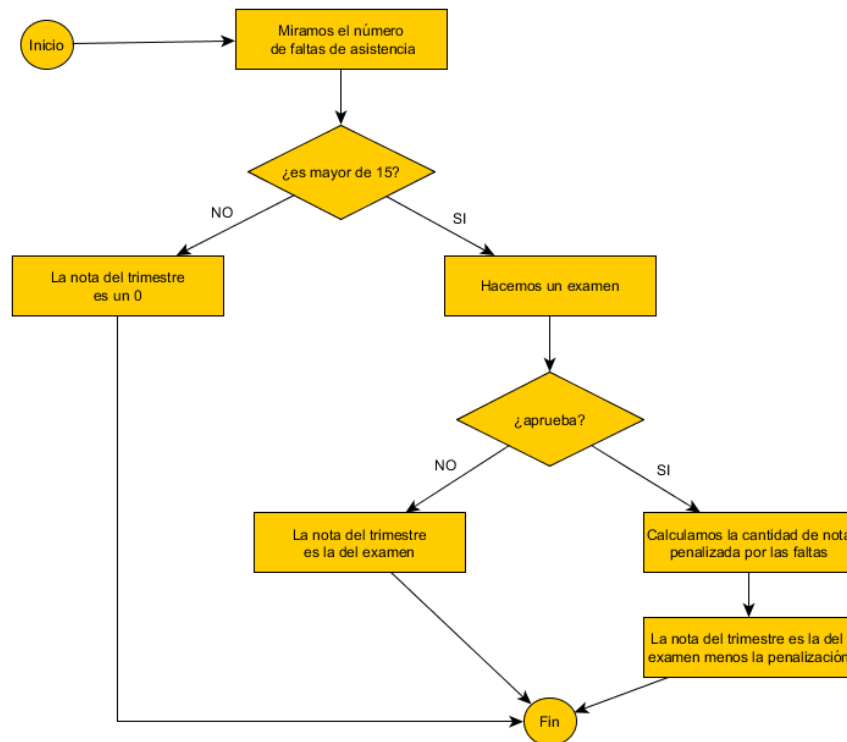 Inicio
Miramos el número
de faltas de asistencia
¿es mayor de 15?
NO
SI
La nota del trimestre
es un 0
Hacemos un examen
¿aprueba?
NO
SI
La nota del trimestre
es la del examen
Calculamos la cantidad de nota
penalizada por las faltas
La nota del trimestre es la del
examen menos la penalización
Fin